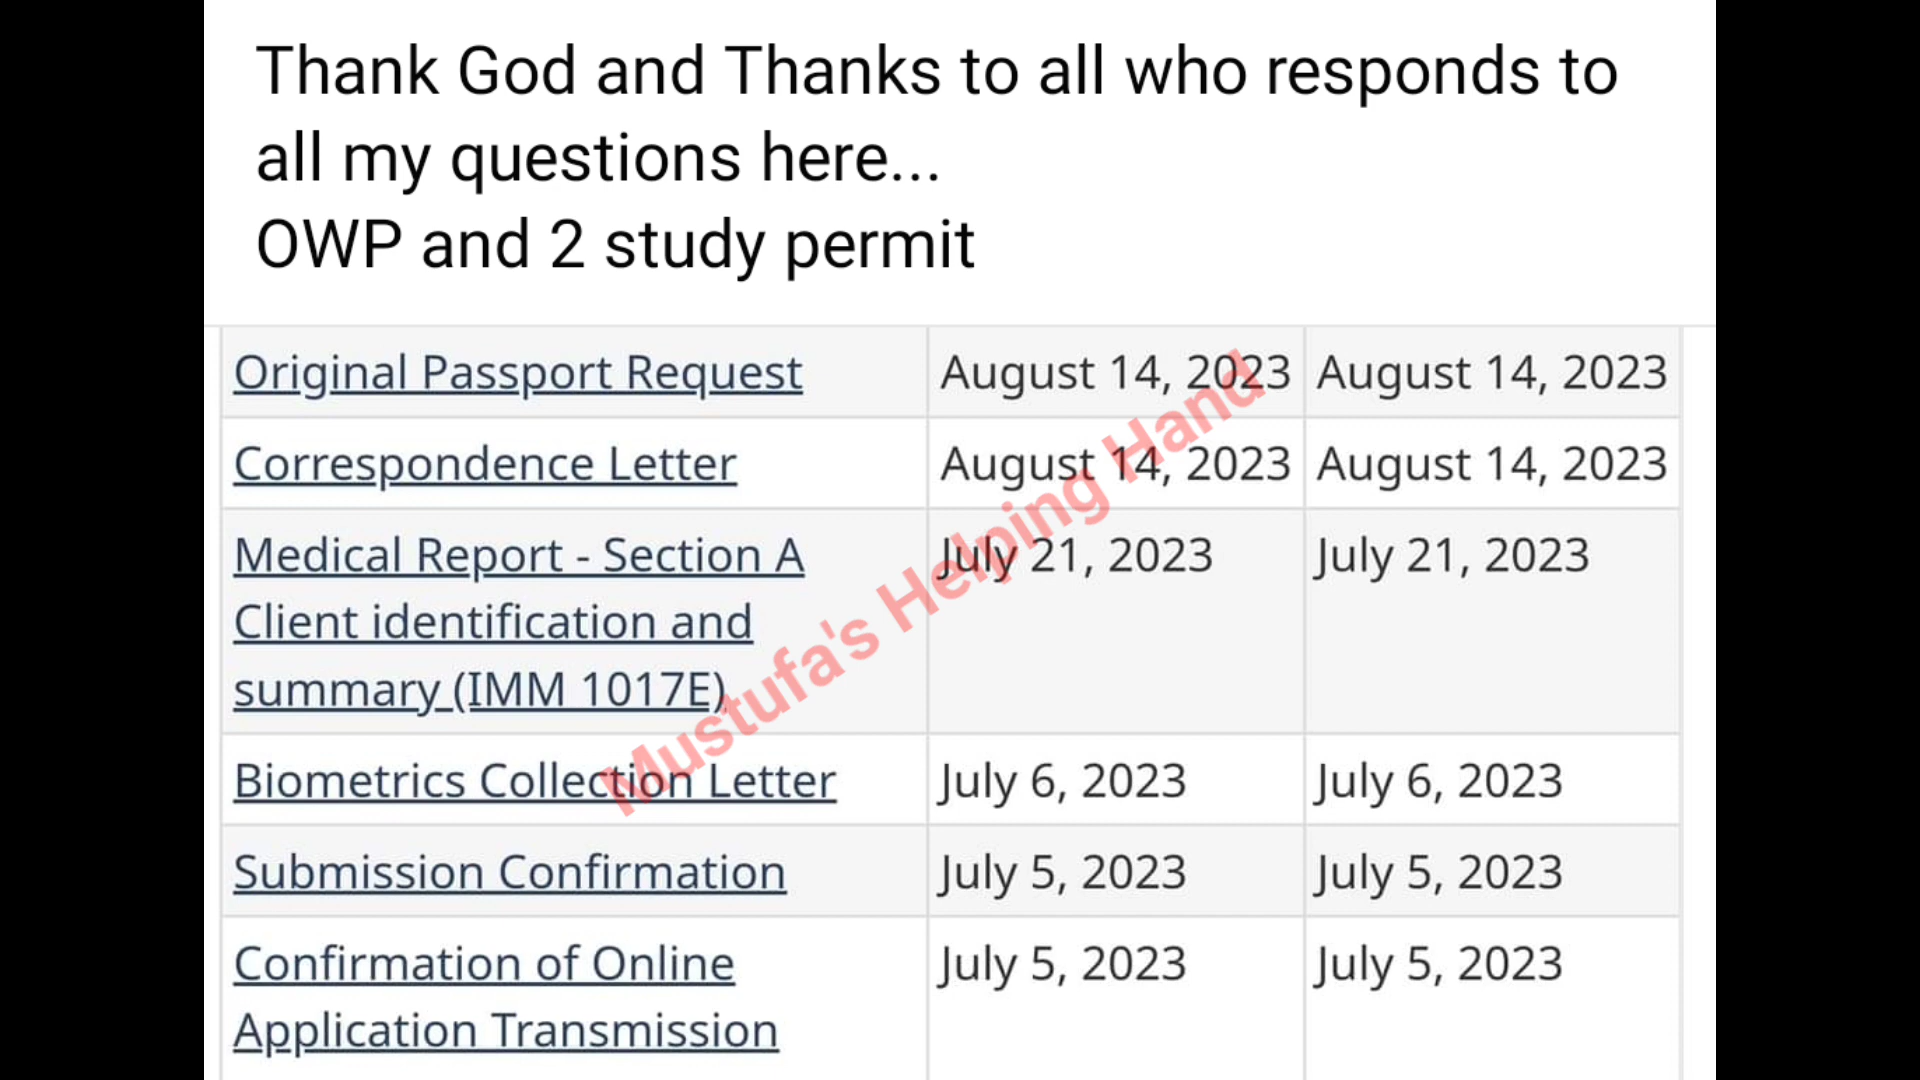 Thank God and Thanks to all who responds to
all my questions here...
OWP and 2 study permit
Original Passport Request August 14, 2023 August 14, 2023
Correspondence Letter August 14, 2023 August 14, 2023
Medical Report - Section A July 21, 2023 July 21, 2023
Client identification and
summary (IMM 1017E)
Biometrics Collection Letter July 6, 2023 July 6, 2023
Submission Confirmation July 5, 2023 July 5, 2023
Confirmation of Online July 5, 2023 July 5, 2023
Application Transmission
Mustufa's Helping Hand